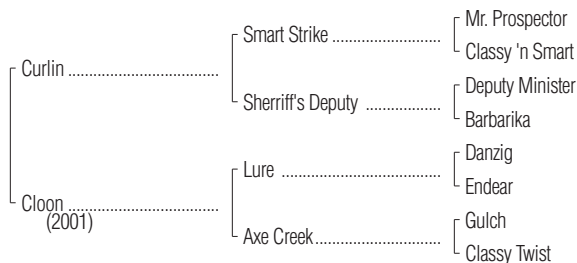 Mr. Prospector
Smart Strike ........................
Classy 'n Smart
Curlin .................................
Deputy Minister
Sherriff's Deputy .................
Barbarika
Danzig
Lure ....................................
Endear
Cloon ..................................
(2001)
Gulch
Axe Creek............................
Classy Twist